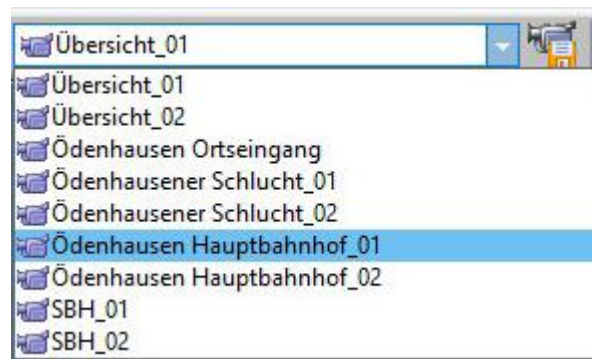 Übersicht_01
Übersicht_01
Übersicht_02
Ödenhausen Ortseingang
Ödenhausener Schlucht_01
Ödenhausener Schlucht_02
Ödenhausen Hauptbahnhof_01
Ödenhausen Hauptbahnhof_02
SBH_01
SBH_02